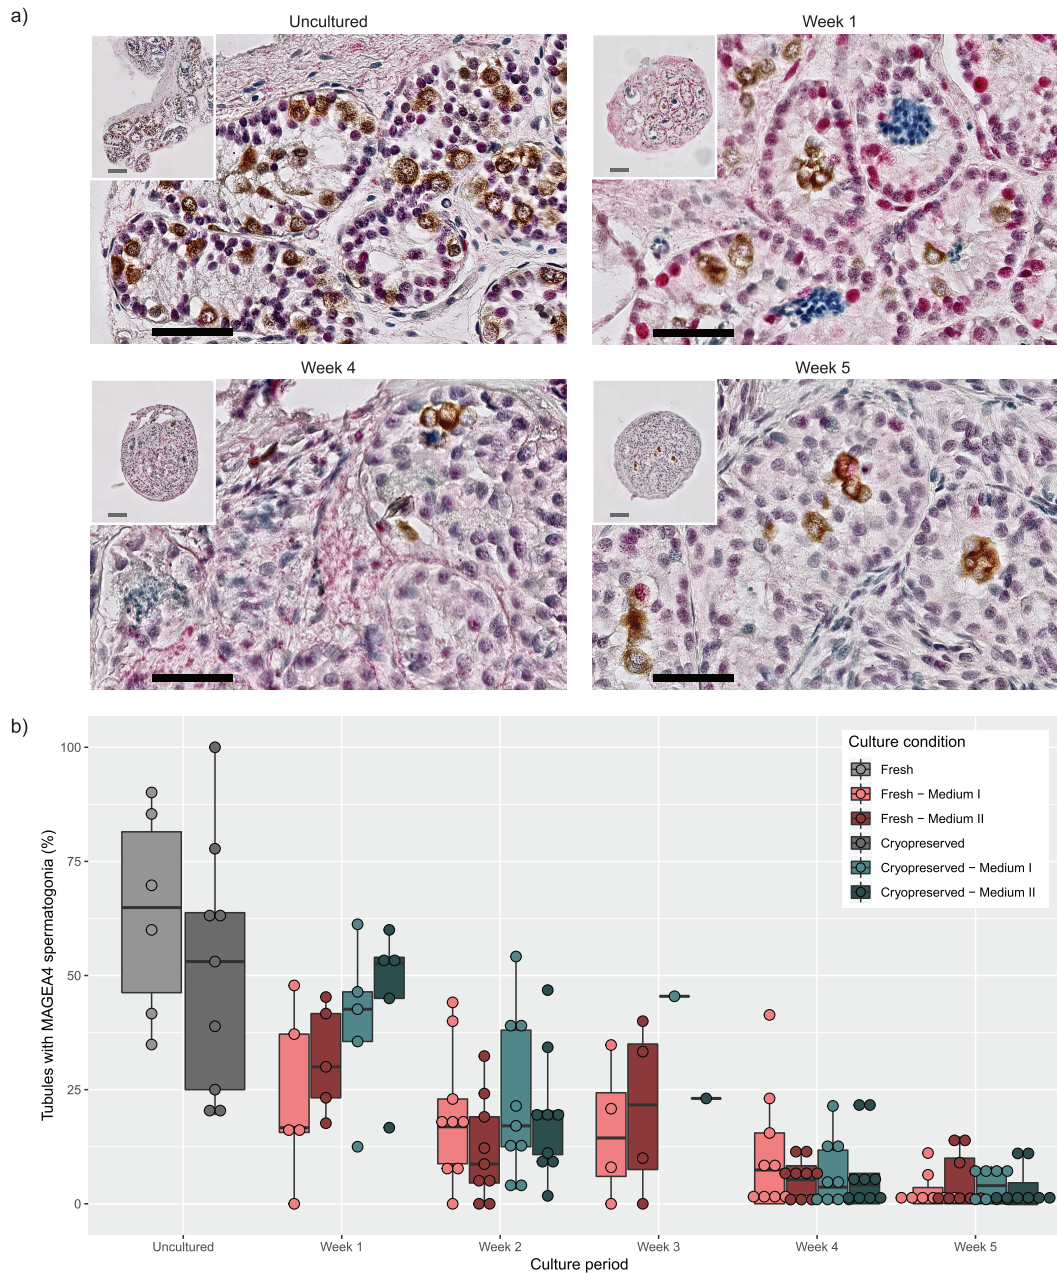 a)
Uncultured
Week 1
Week 4
Week 5
b)
Tubules with MAGEA4 spermatogonia (%)
100
75
50
25
0
Culture condition
Fresh
Fresh − Medium I
Fresh − Medium II
Cryopreserved
Cryopreserved − Medium I
Cryopreserved − Medium II
Uncultured
Week 1
Week 2
Week 3
Week 4
Week 5
Culture period